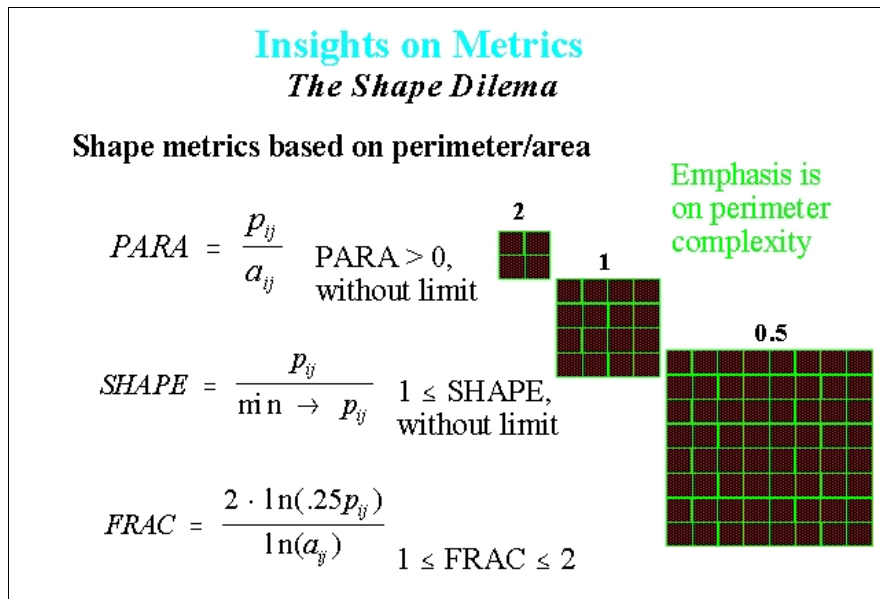 Insights on Metrics
The Shape Dilema
Shape metrics based on perimeter/area
PARA = p_ij / a_ij
PARA > 0,
without limit
SHAPE = p_ij / min → p_ij
1 ≤ SHAPE,
without limit
FRAC = 2 · ln(.25p_ij) / ln(a_ij)
1 ≤ FRAC ≤ 2
Emphasis is
on perimeter
complexity
2
1
0.5